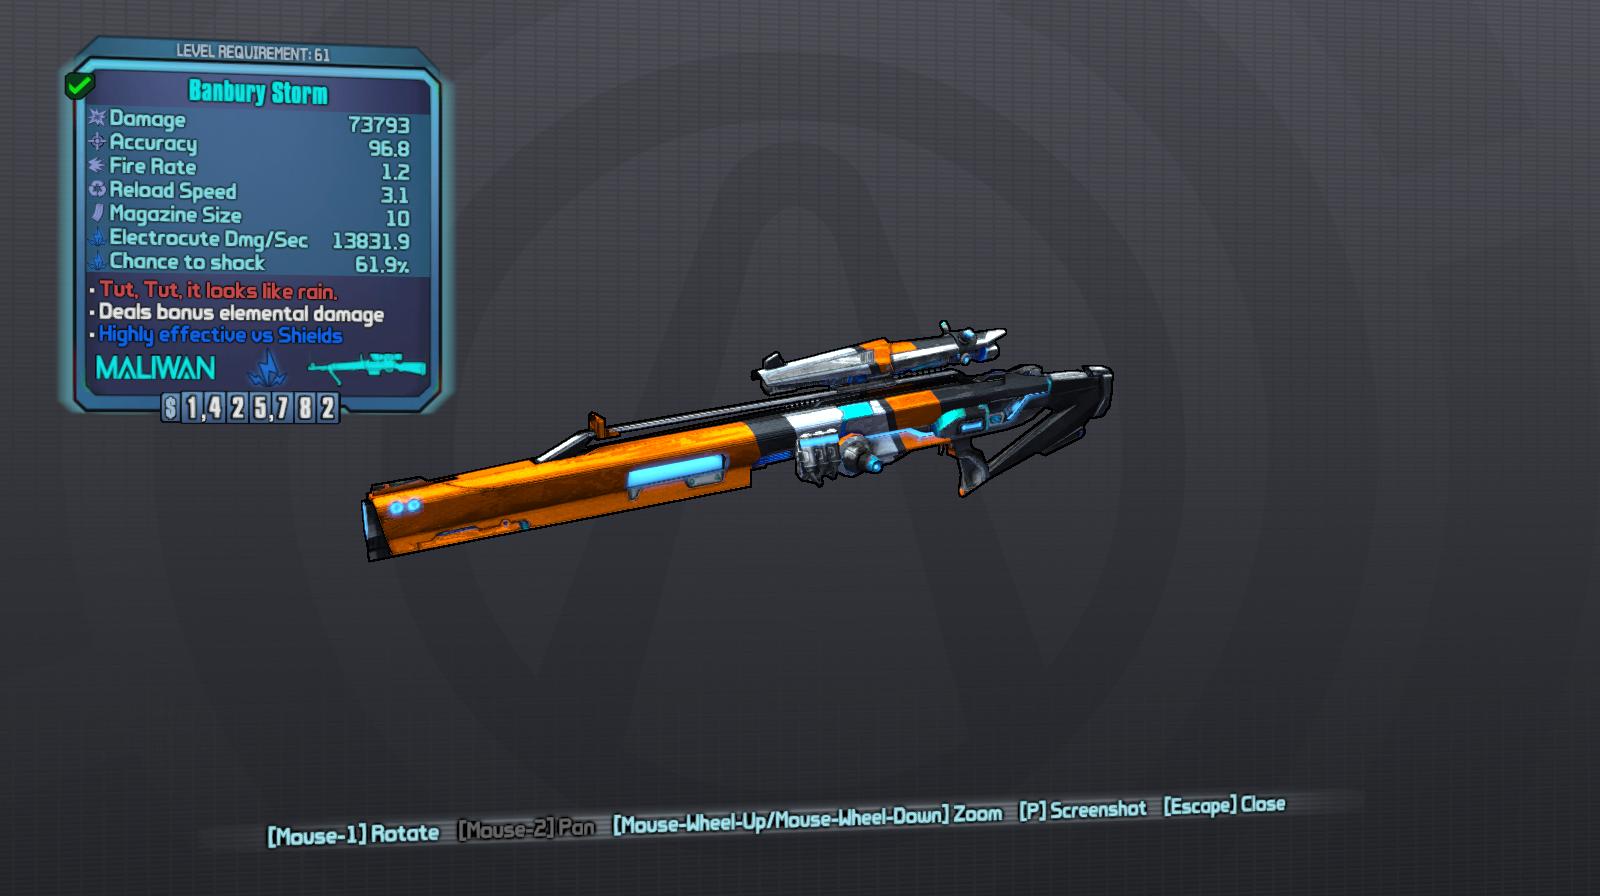 LEVEL REQUIREMENT: 61
Banbury Storm
Damage 73793
Accuracy 96.8
Fire Rate 1.2
Reload Speed 3.1
Magazine Size 10
Electrocute Dmg/Sec 13831.9
Chance to shock 61.9%
• Tut, Tut, it looks like rain.
• Deals bonus elemental damage
• Highly effective vs Shields
MALIWAN
$1,425,782
[Mouse-1] Rotate [Mouse-2] Pan [Mouse-Wheel-Up/Mouse-Wheel-Down] Zoom [P] Screenshot [Escape] Close